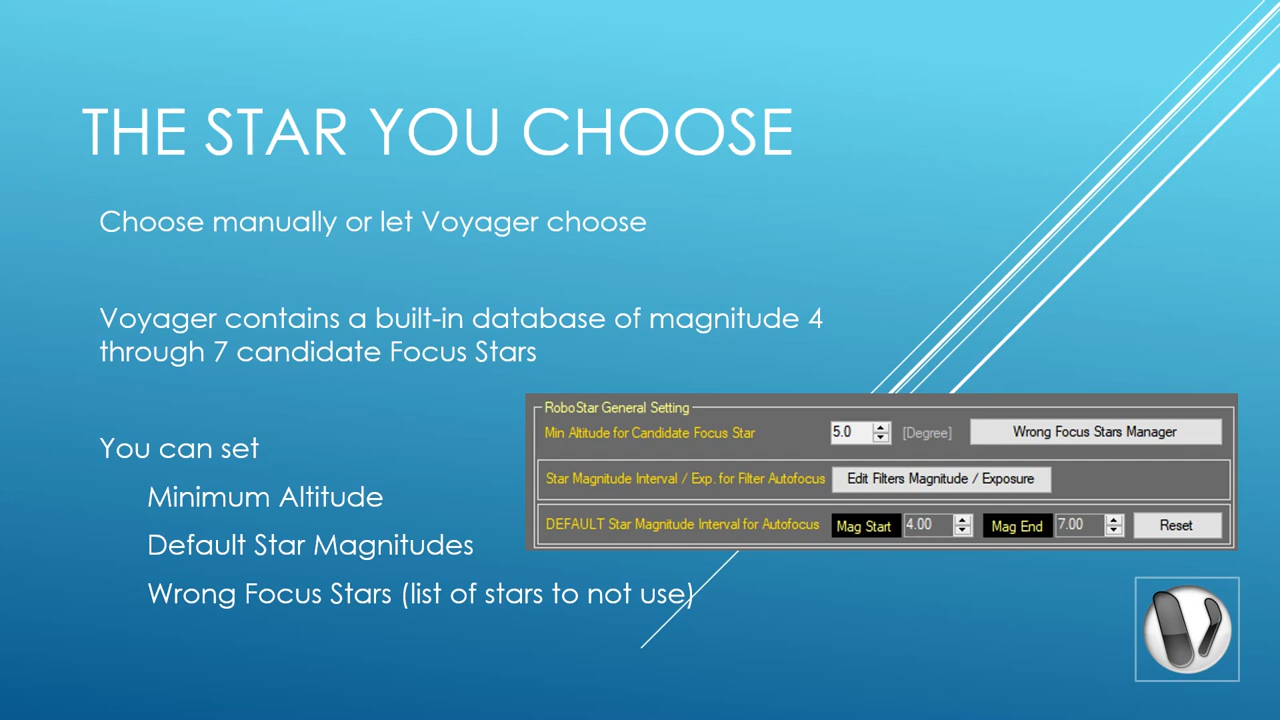 THE STAR YOU CHOOSE
Choose manually or let Voyager choose
Voyager contains a built-in database of magnitude 4
through 7 candidate Focus Stars
You can set
Minimum Altitude
Default Star Magnitudes
Wrong Focus Stars (list of stars to not use)
RoboStar General Setting
Min Altitude for Candidate Focus Star 5.0 [Degree] Wrong Focus Stars Manager
Star Magnitude Interval / Exp. for Filter Autofocus Edit Filters Magnitude / Exposure
DEFAULT Star Magnitude Interval for Autofocus Mag Start 4.00 Mag End 7.00 Reset